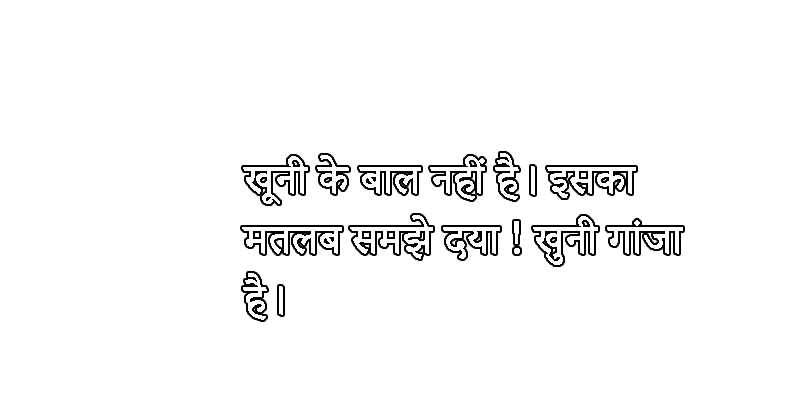 खूनी के बाल नहीं है। इसका
मतलब समझे दया ! खुनी गांजा
है।